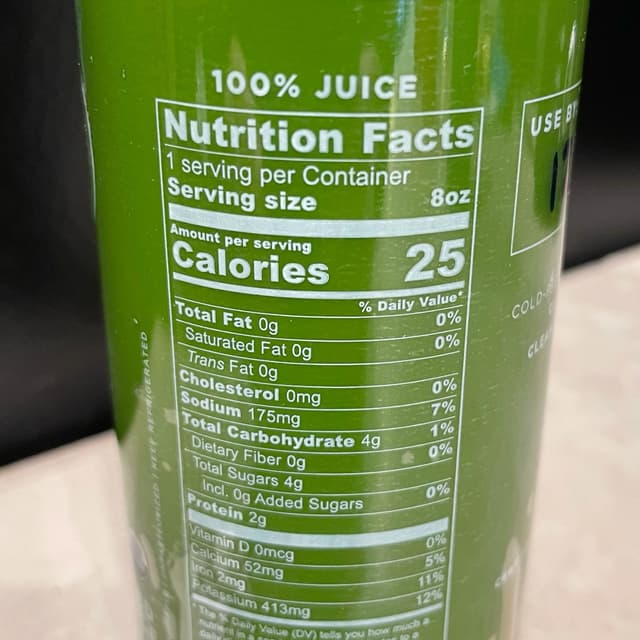 100% JUICE
Nutrition Facts
1 serving per Container
Serving size 8oz
Amount per serving
Calories 25
% Daily Value*
Total Fat 0g 0%
Saturated Fat 0g 0%
Trans Fat 0g
Cholesterol 0mg 0%
Sodium 175mg 7%
Total Carbohydrate 4g 1%
Dietary Fiber 0g 0%
Total Sugars 4g
Incl. 0g Added Sugars 0%
Protein 2g
Vitamin D 0mcg 0%
Calcium 52mg 5%
Iron 2mg 11%
Potassium 413mg 12%
*The % Daily Value (DV) tells you how much a
nutrient in a
USE BY
COLD-
KEEP REFRIGERATED